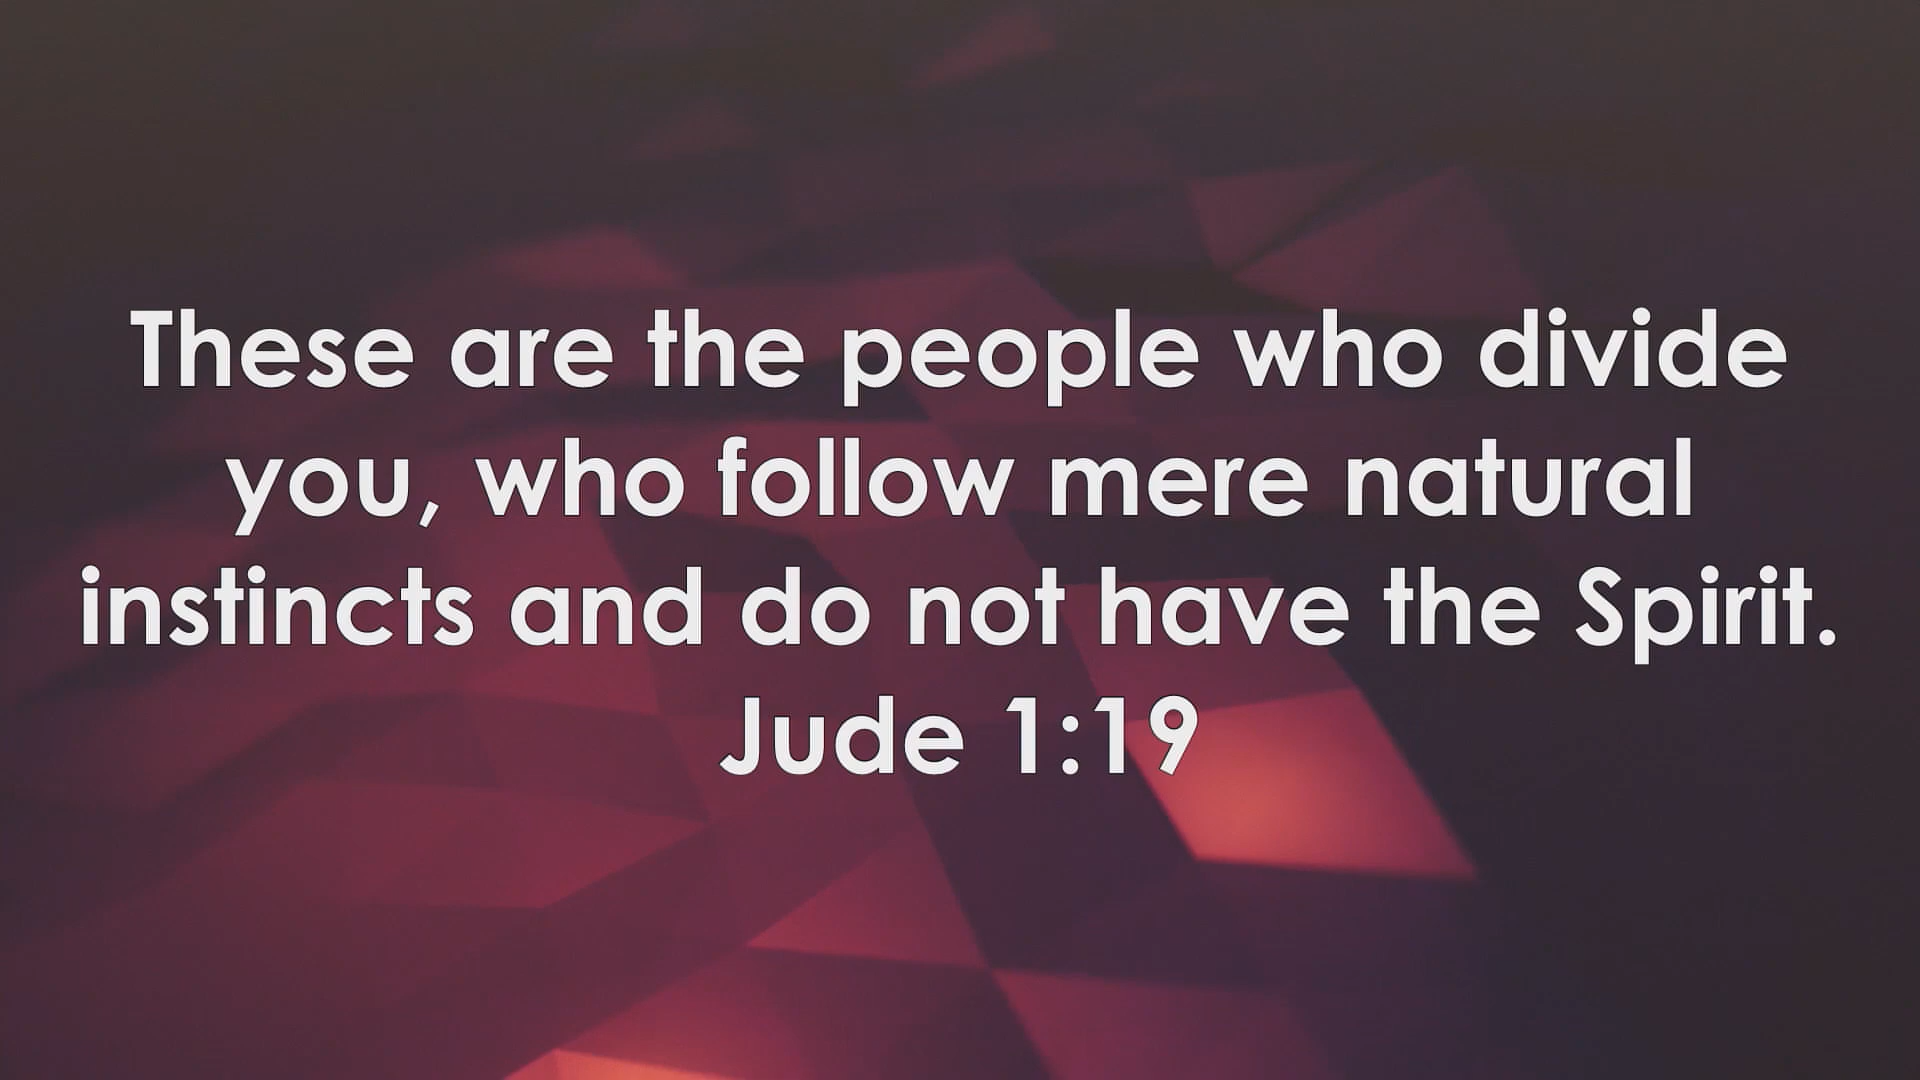 These are the people who divide
you, who follow mere natural
instincts and do not have the Spirit.
Jude 1:19